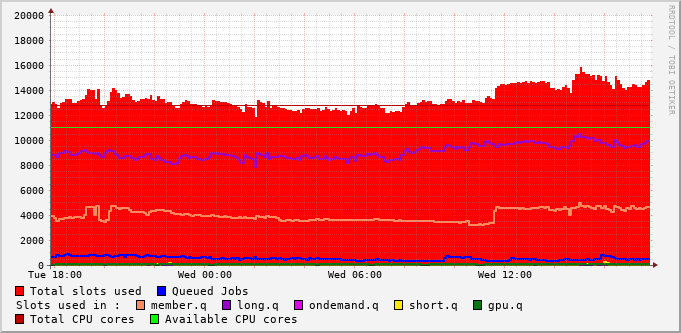 20000
18000
16000
14000
12000
10000
8000
6000
4000
2000
0
Tue 18:00 Wed 00:00 Wed 06:00 Wed 12:00
Total slots used Queued Jobs
Slots used in : member.q long.q ondemand.q short.q gpu.q
Total CPU cores Available CPU cores
RRDTOOL / TOBI OETIKER